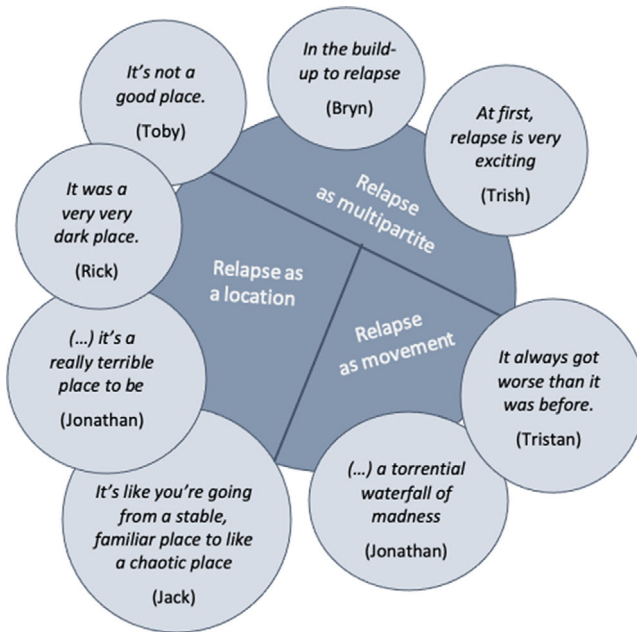 In the build-
up to relapse
(Bryn)
It’s not a
good place.
(Toby)
At first,
relapse is very
exciting
(Trish)
Relapse
as multipartite
It was a
very very
dark place.
(Rick)
Relapse as
a location
Relapse
as movement
(…) it’s a
really terrible
place to be
(Jonathan)
It always got
worse than it
was before.
(Tristan)
It’s like you’re going
from a stable,
familiar place to like
a chaotic place
(Jack)
(…) a torrential
waterfall of
madness
(Jonathan)